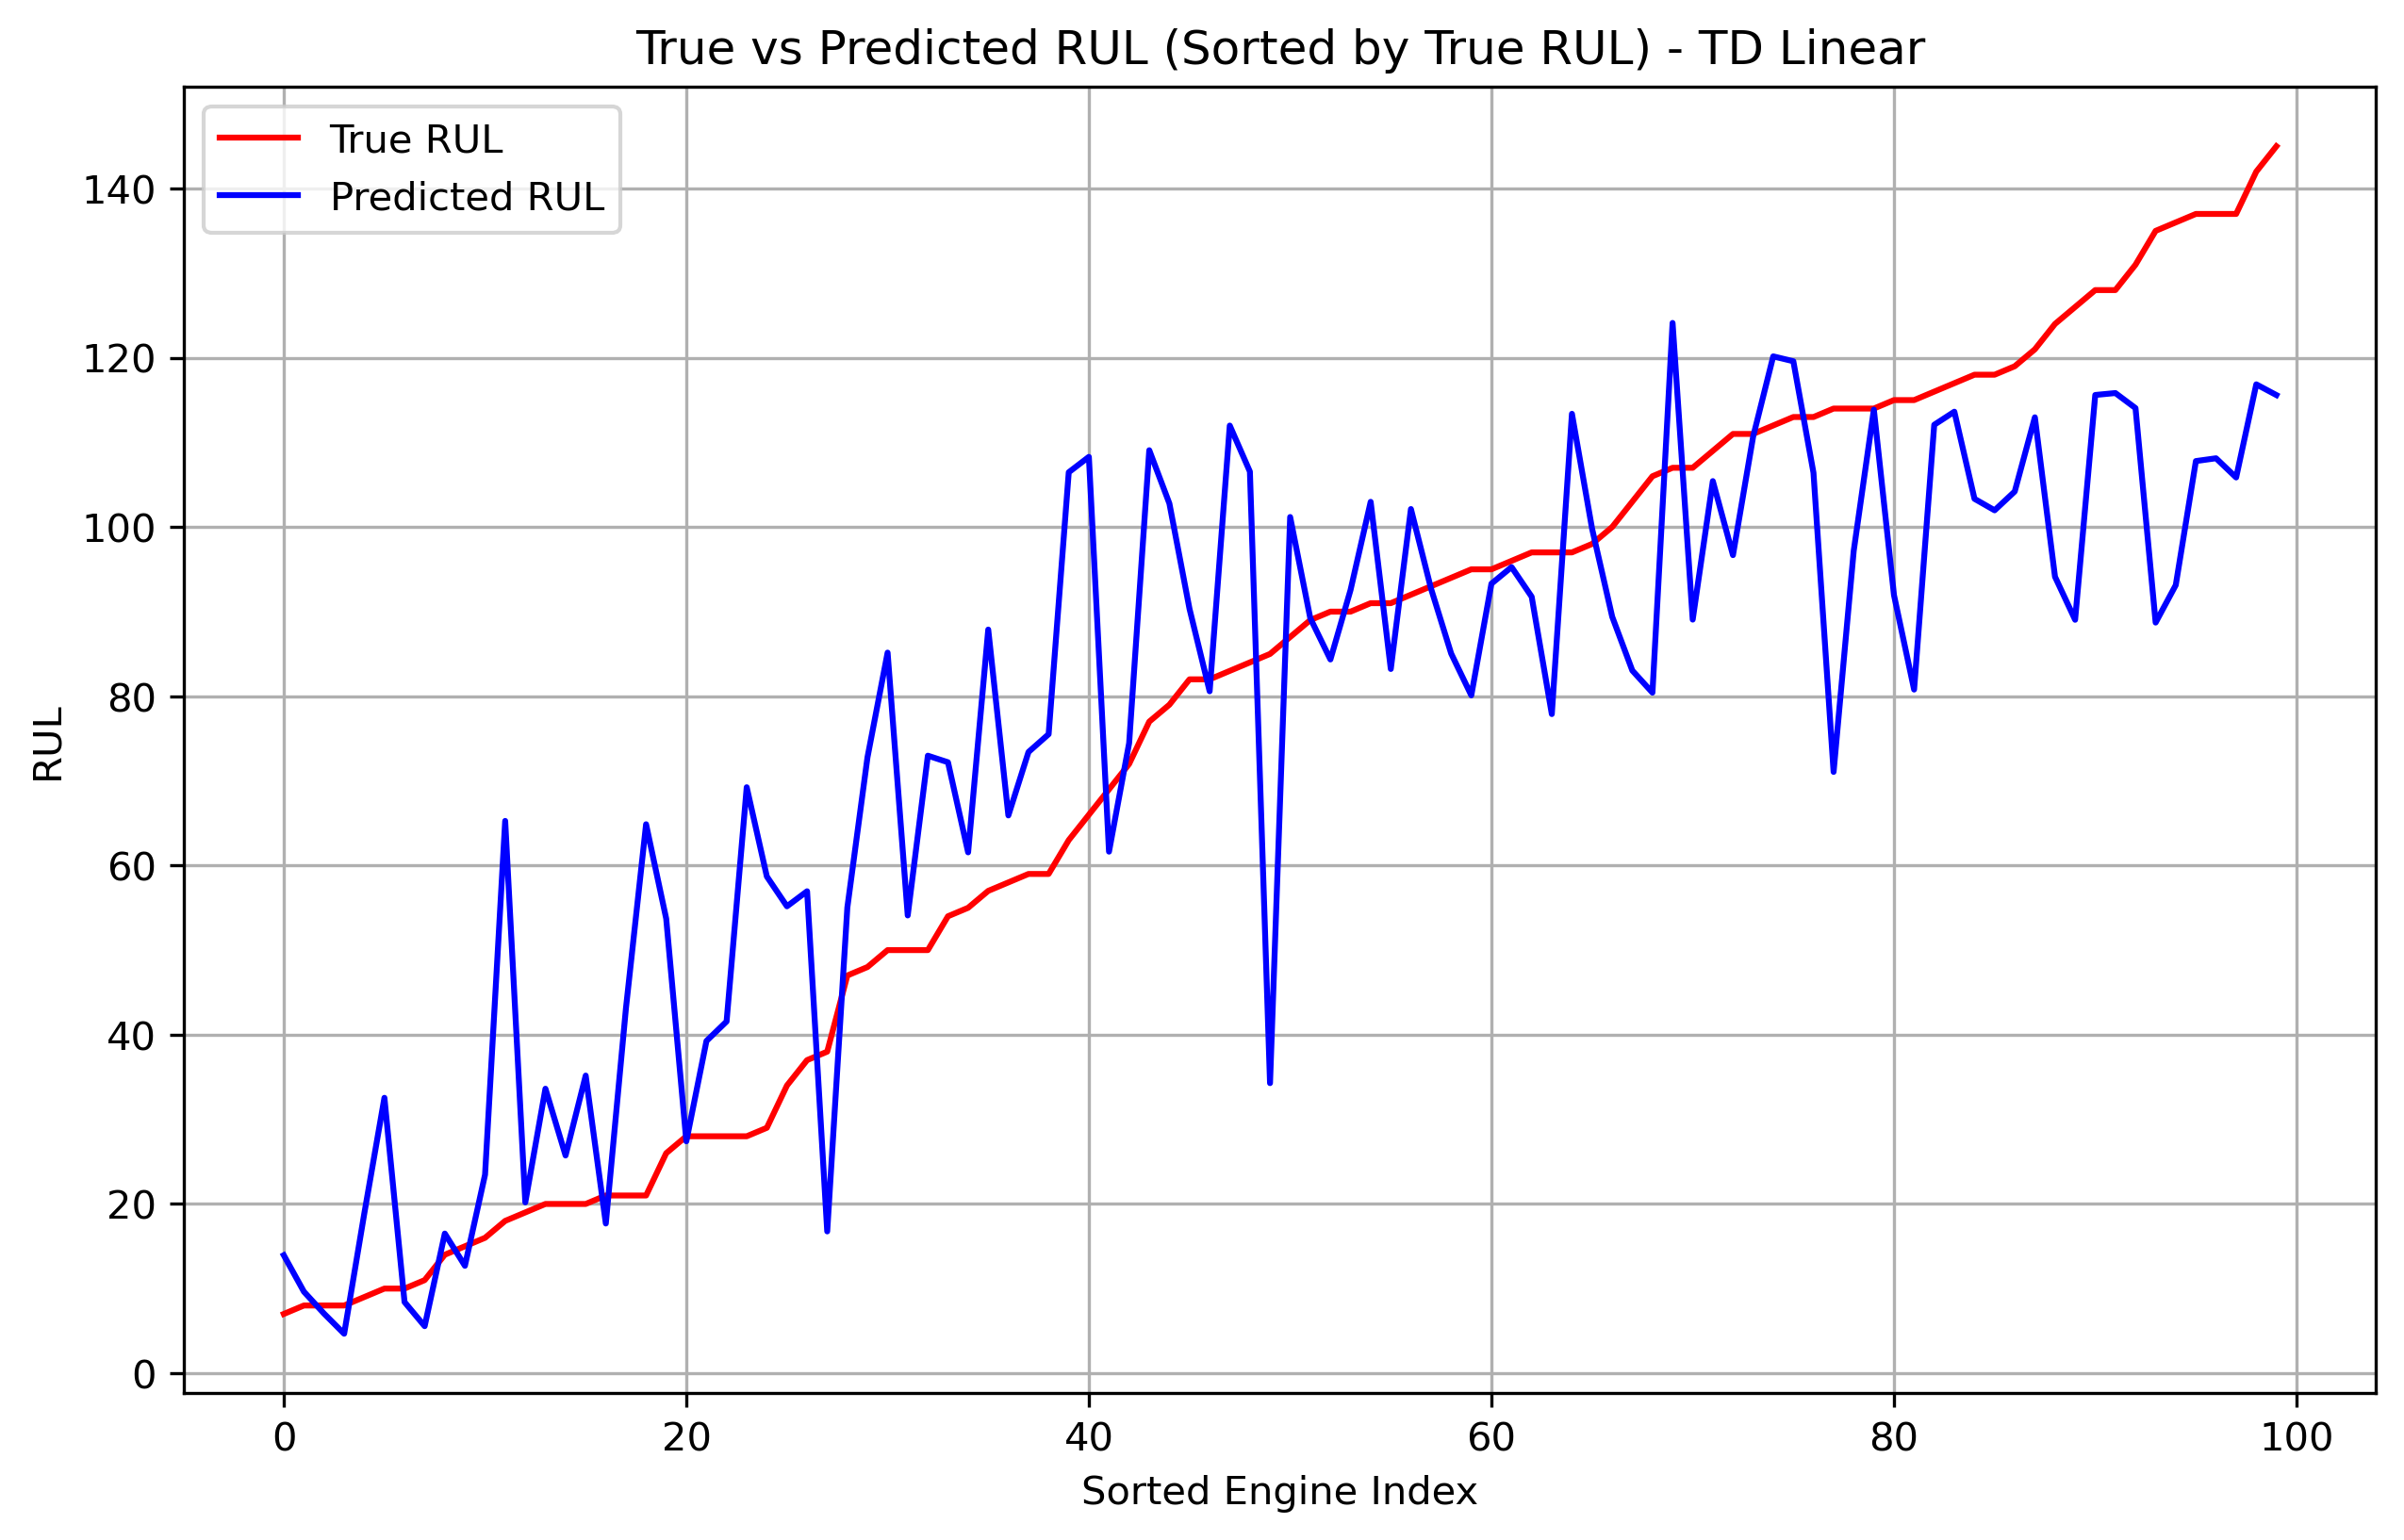 True vs Predicted RUL (Sorted by True RUL) - TD Linear
True RUL
Predicted RUL
140
120
100
80
60
40
20
0
RUL
0 20 40 60 80 100
Sorted Engine Index